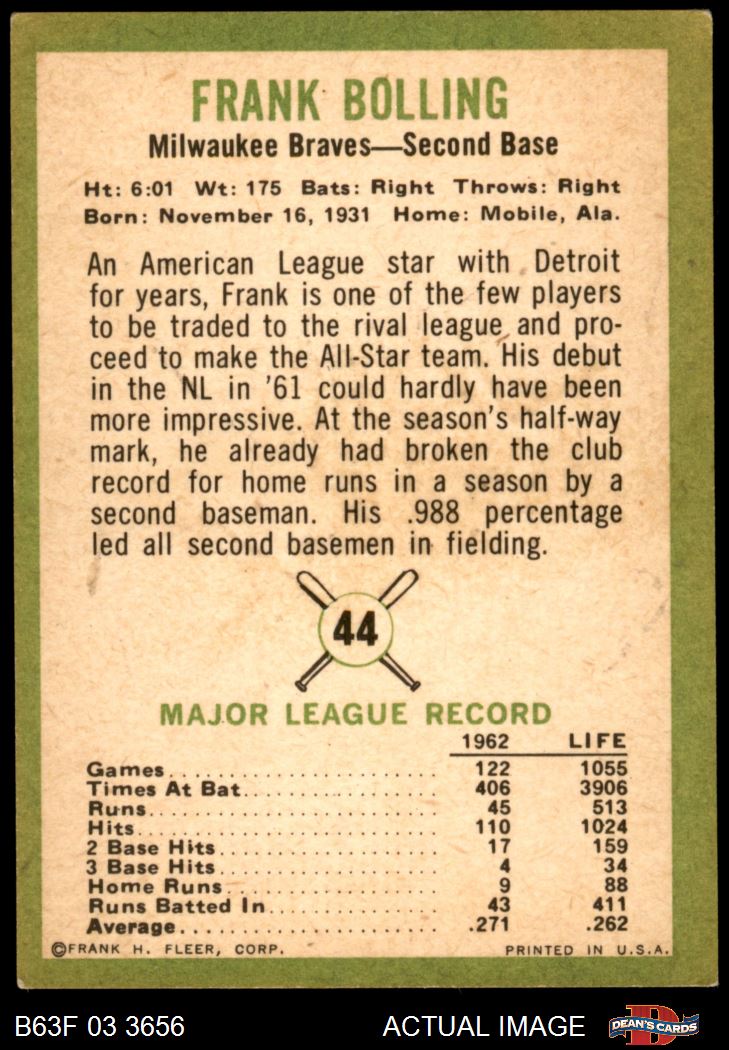 FRANK BOLLING
Milwaukee Braves—Second Base
Ht: 6:01 Wt: 175 Bats: Right Throws: Right
Born: November 16, 1931 Home: Mobile, Ala.
An American League star with Detroit
for years, Frank is one of the few players
to be traded to the rival league and pro-
ceed to make the All-Star team. His debut
in the NL in '61 could hardly have been
more impressive. At the season's half-way
mark, he already had broken the club
record for home runs in a season by a
second baseman. His .988 percentage
led all second basemen in fielding.
44
MAJOR LEAGUE RECORD
1962 LIFE
Games 122 1055
Times At Bat 406 3906
Runs 45 513
Hits 110 1024
2 Base Hits 17 159
3 Base Hits 4 34
Home Runs 9 88
Runs Batted In 43 411
Average .271 .262
©FRANK H. FLEER, CORP. PRINTED IN U.S.A.
B63F 03 3656 ACTUAL IMAGE D DEAN'S CARDS